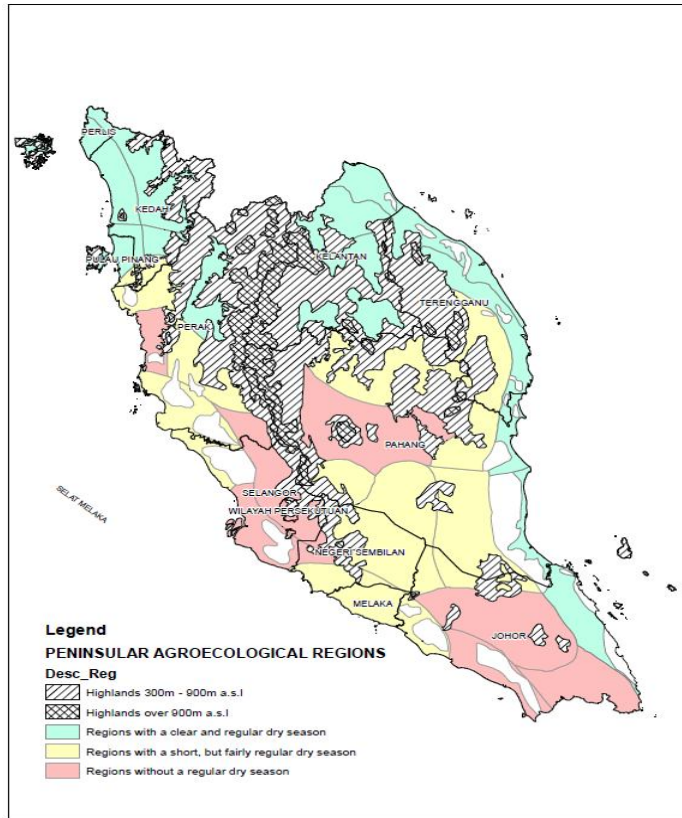 PERLIS
KEDAH
PULAU PINANG
KELANTAN
TERENGGANU
PERAK
PAHANG
SELANGOR
WILAYAH PERSEKUTUAN
SELAT MELAKA
NEGERI SEMBILAN
MELAKA
JOHOR
Legend
PENINSULAR AGROECOLOGICAL REGIONS
Desc_Reg
Highlands 300m - 900m a.s.l
Highlands over 900m a.s.l
Regions with a clear and regular dry season
Regions with a short, but fairly regular dry season
Regions without a regular dry season